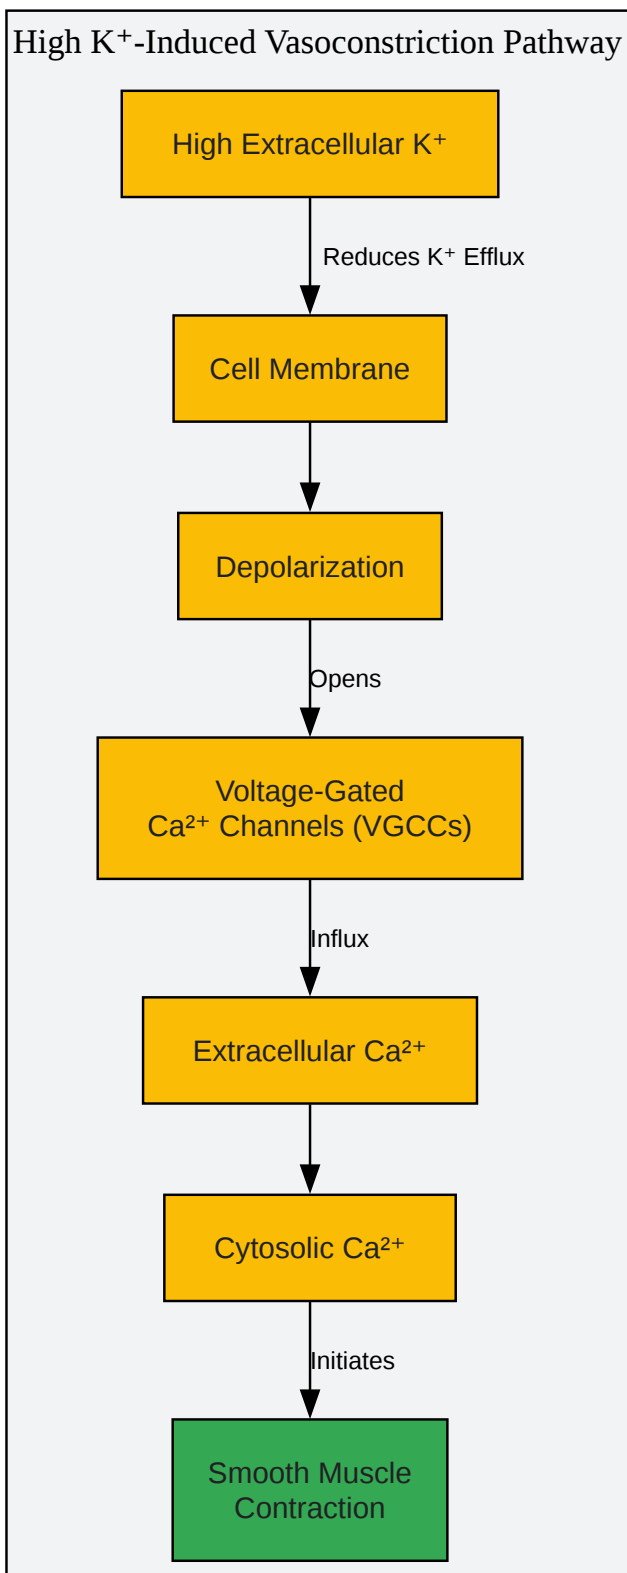 High K⁺-Induced Vasoconstriction Pathway
High Extracellular K⁺
Reduces K⁺ Efflux
Cell Membrane
Depolarization
Opens
Voltage-Gated
Ca²⁺ Channels (VGCCs)
Influx
Extracellular Ca²⁺
Cytosolic Ca²⁺
Initiates
Smooth Muscle
Contraction